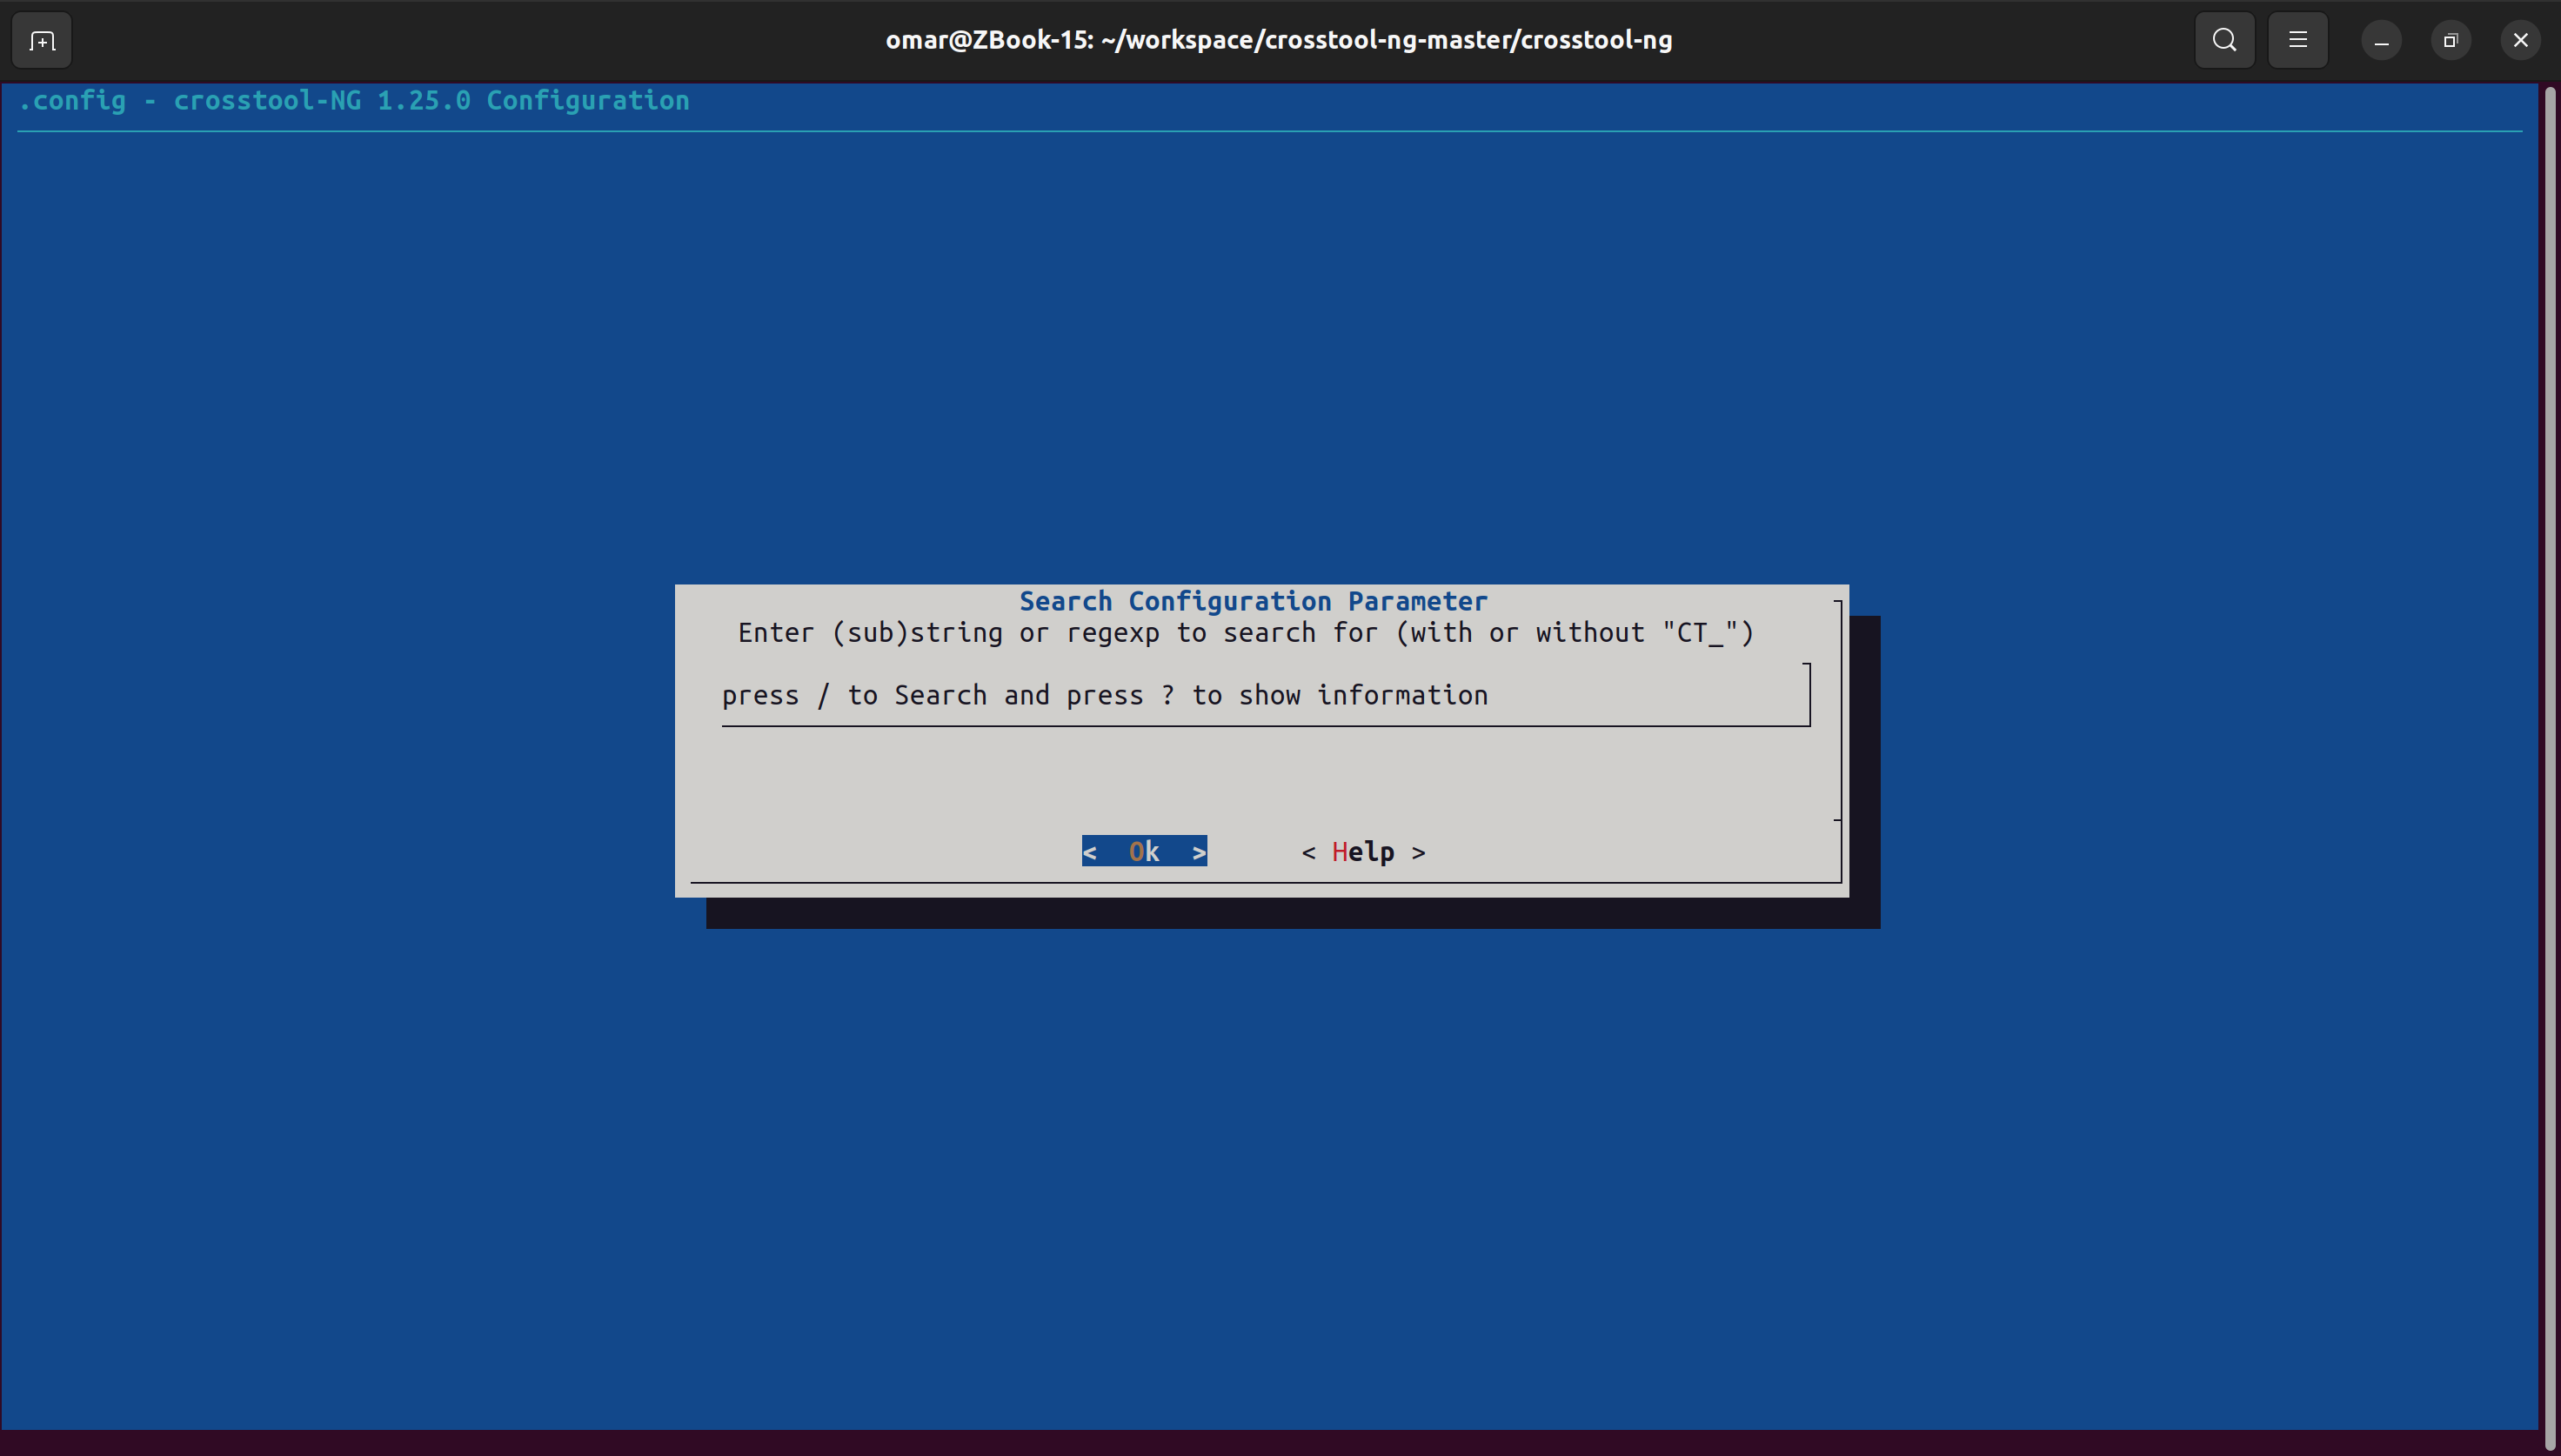 omar@ZBook-15: ~/workspace/crosstool-ng-master/crosstool-ng
.config - crosstool-NG 1.25.0 Configuration
Search Configuration Parameter
Enter (sub)string or regexp to search for (with or without "CT_")
press / to Search and press ? to show information
<  Ok  >      < Help >